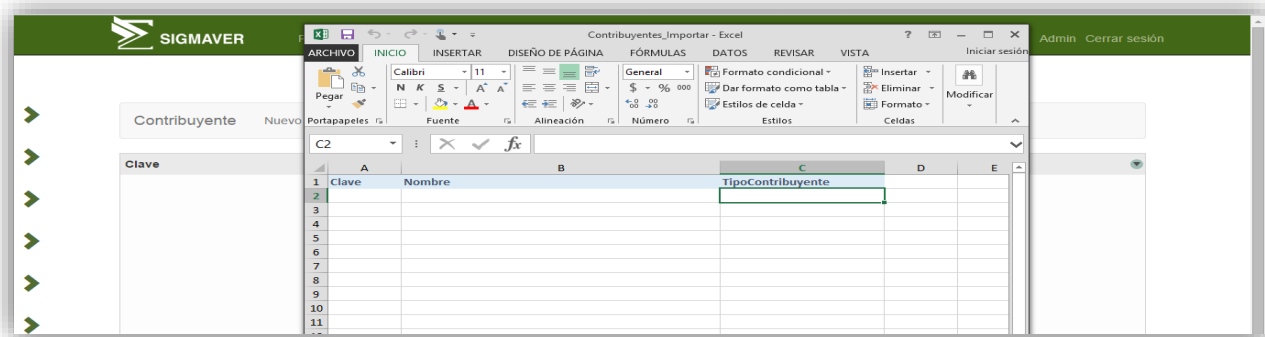 SIGMAVER
Contribuyentes_Importar - Excel
Admin Cerrar sesión
ARCHIVO INICIO INSERTAR DISEÑO DE PÁGINA FÓRMULAS DATOS REVISAR VISTA Iniciar sesión
Calibri 11 General Formato condicional Insertar
N K S A A $ % 000 Dar formato como tabla Eliminar
Pegar Modificar
A Estilos de celda Formato
Portapapeles Fuente Alineación Número Estilos Celdas
Contribuyente Nuevo
C2 fx
Clave
A B C D E
1 Clave Nombre TipoContribuyente
2
3
4
5
6
7
8
9
10
11